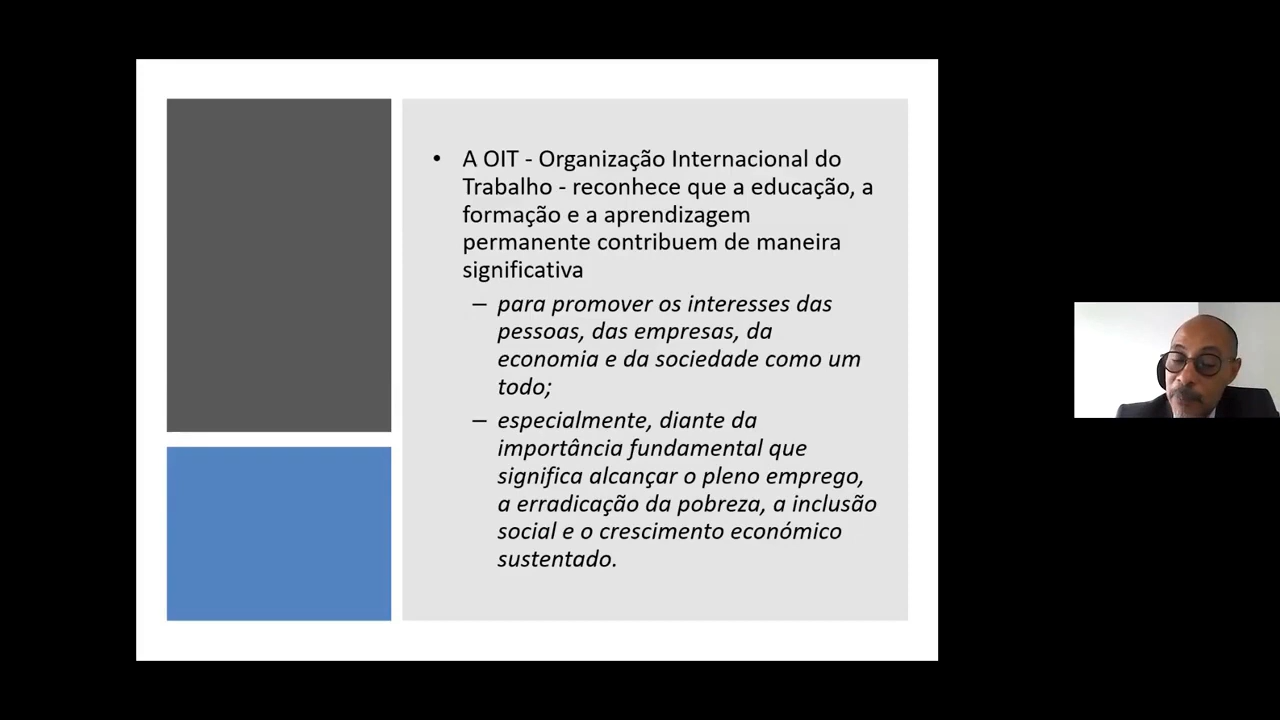 • A OIT - Organização Internacional do
Trabalho - reconhece que a educação, a
formação e a aprendizagem
permanente contribuem de maneira
significativa
– para promover os interesses das
pessoas, das empresas, da
economia e da sociedade como um
todo;
– especialmente, diante da
importância fundamental que
significa alcançar o pleno emprego,
a erradicação da pobreza, a inclusão
social e o crescimento económico
sustentado.